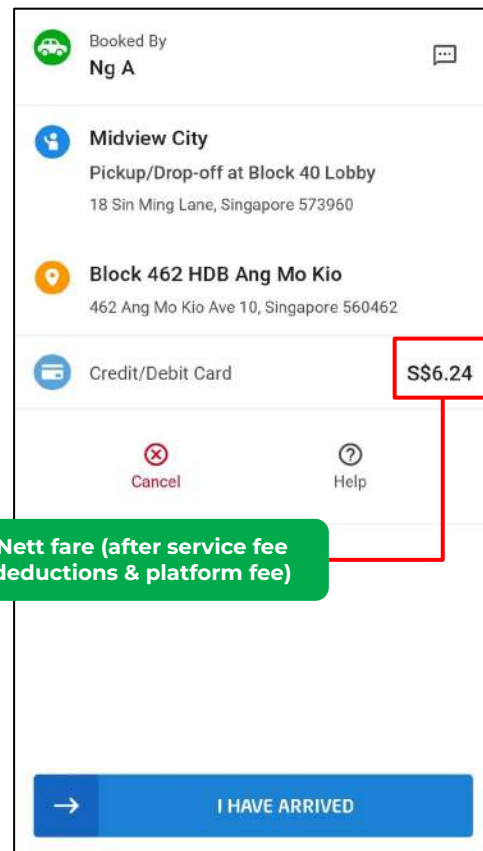 Booked By
Ng A
Midview City
Pickup/Drop-off at Block 40 Lobby
18 Sin Ming Lane, Singapore 573960
Block 462 HDB Ang Mo Kio
462 Ang Mo Kio Ave 10, Singapore 560462
Credit/Debit Card S$6.24
Cancel Help
Nett fare (after service fee
deductions & platform fee)
I HAVE ARRIVED